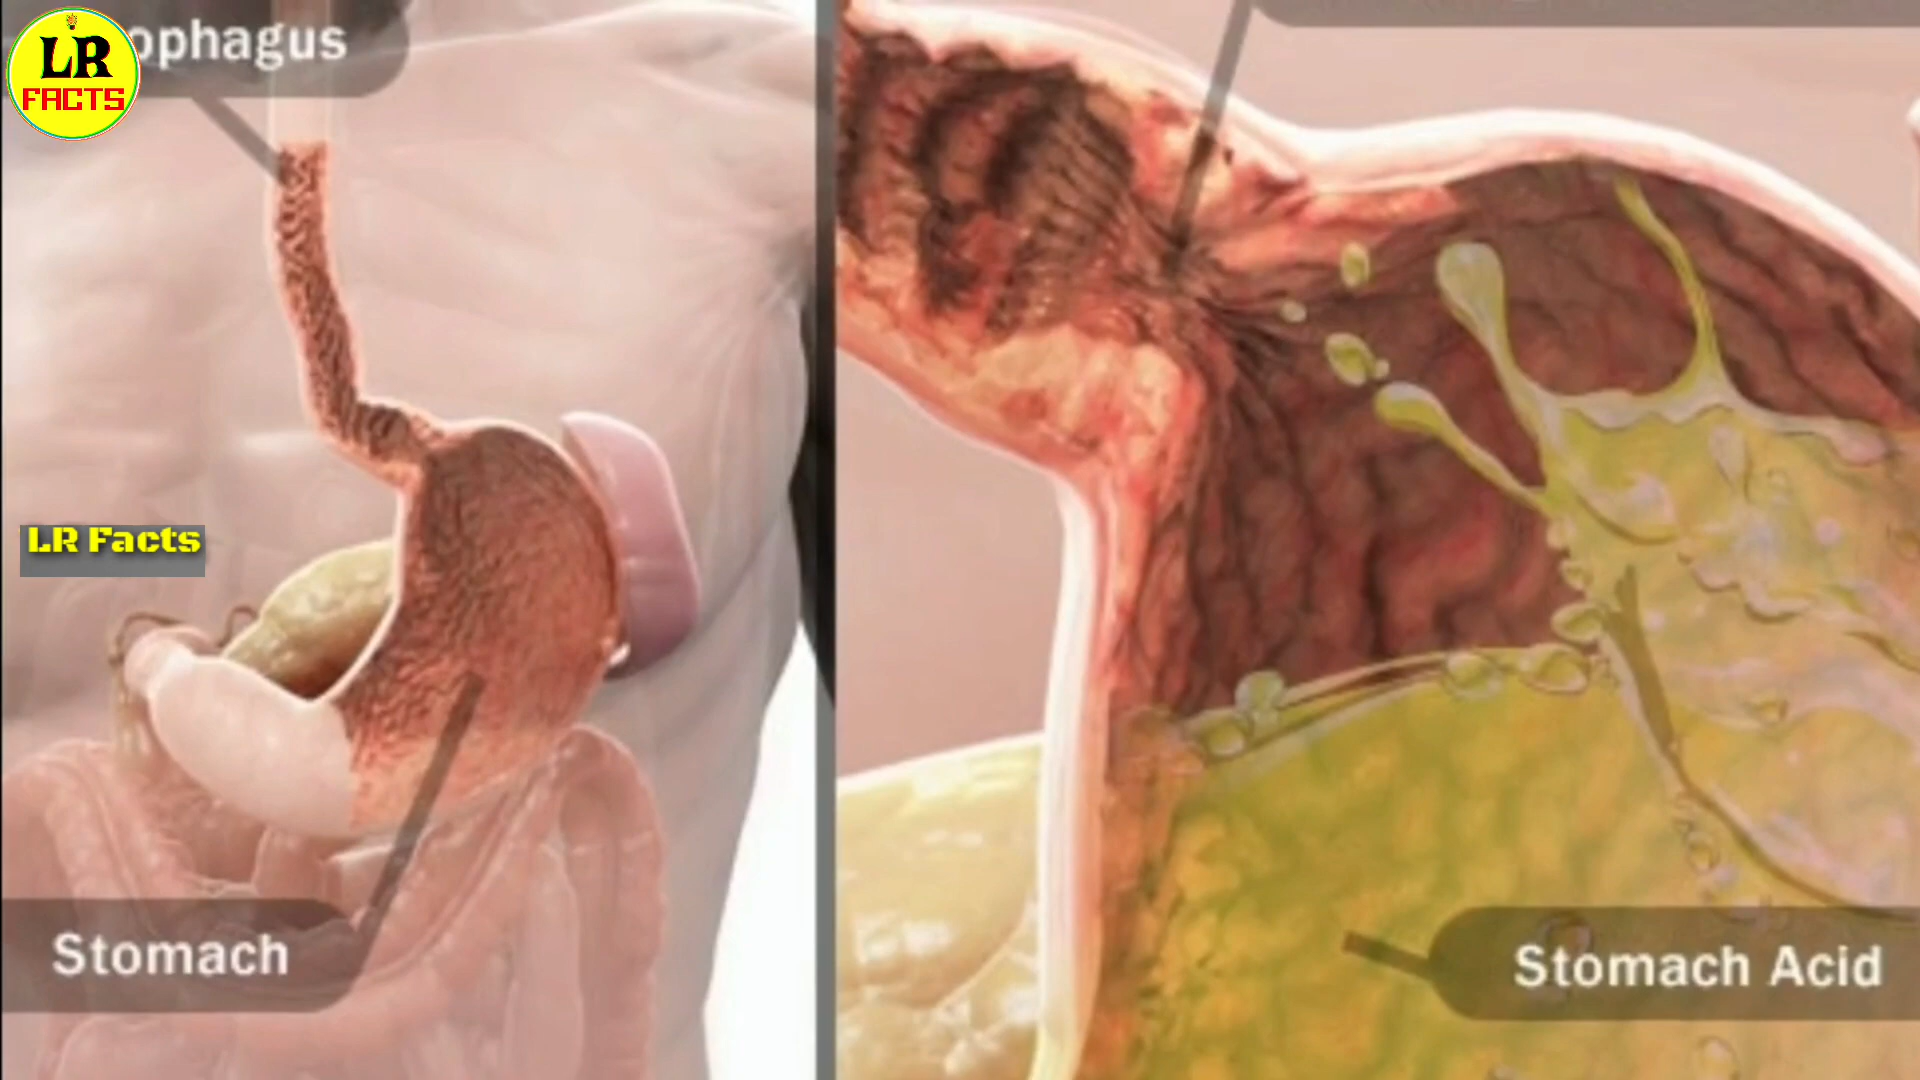 LR
FACTS
ophagus
LR Facts
Stomach
Stomach Acid